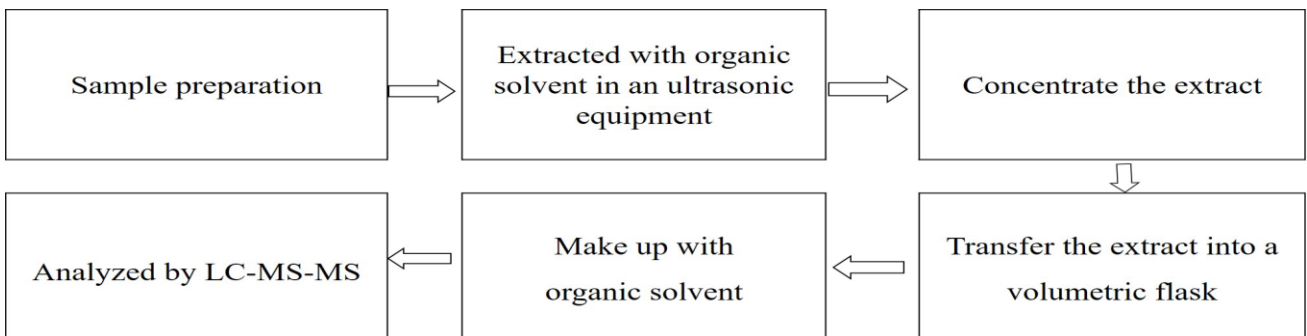 Sample preparation
Extracted with organic
solvent in an ultrasonic
equipment
Concentrate the extract
Transfer the extract into a
volumetric flask
Make up with
organic solvent
Analyzed by LC-MS-MS